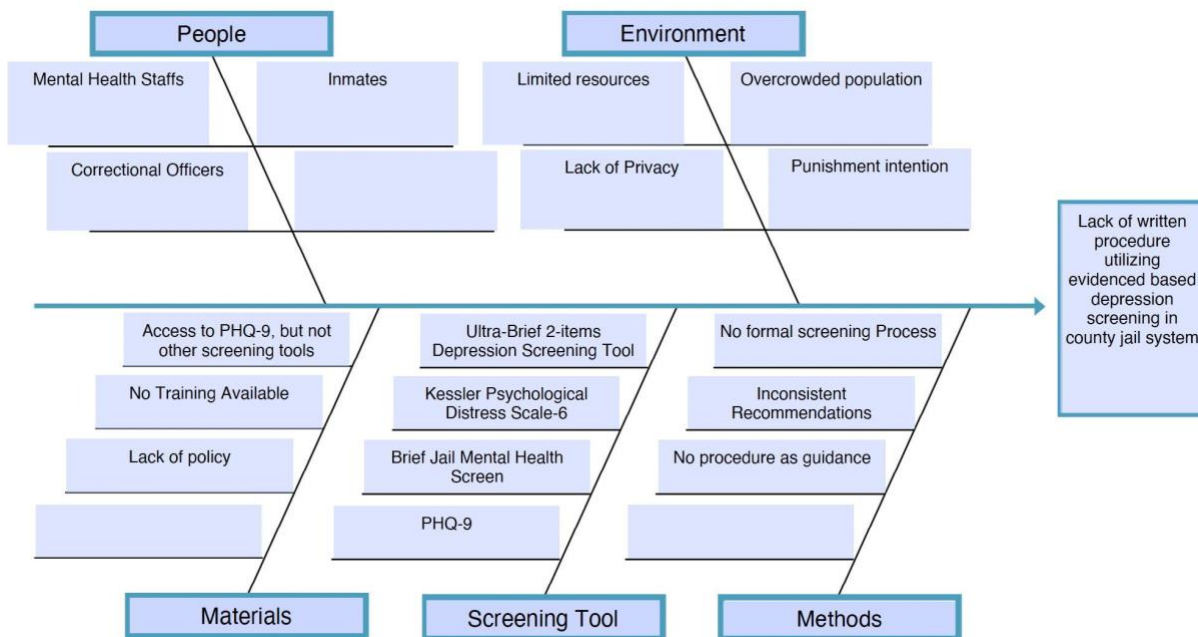 People
Environment
Mental Health Staffs
Inmates
Limited resources
Overcrowded population
Correctional Officers
Lack of Privacy
Punishment intention
Lack of written
procedure
utilizing
evidenced based
depression
screening in
county jail system
Access to PHQ-9, but not
other screening tools
Ultra-Brief 2-items
Depression Screening Tool
No formal screening Process
No Training Available
Kessler Psychological
Distress Scale-6
Inconsistent
Recommendations
Lack of policy
Brief Jail Mental Health
Screen
No procedure as guidance
PHQ-9
Materials
Screening Tool
Methods